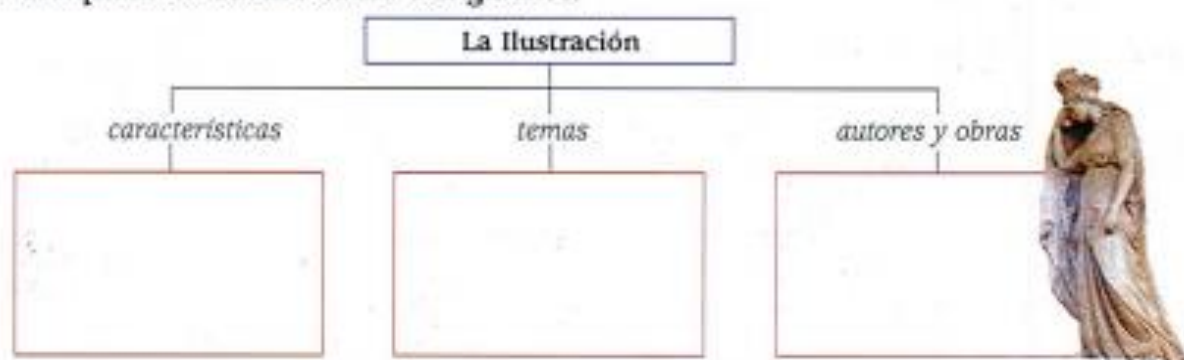 La Ilustración
características
temas
autores y obras